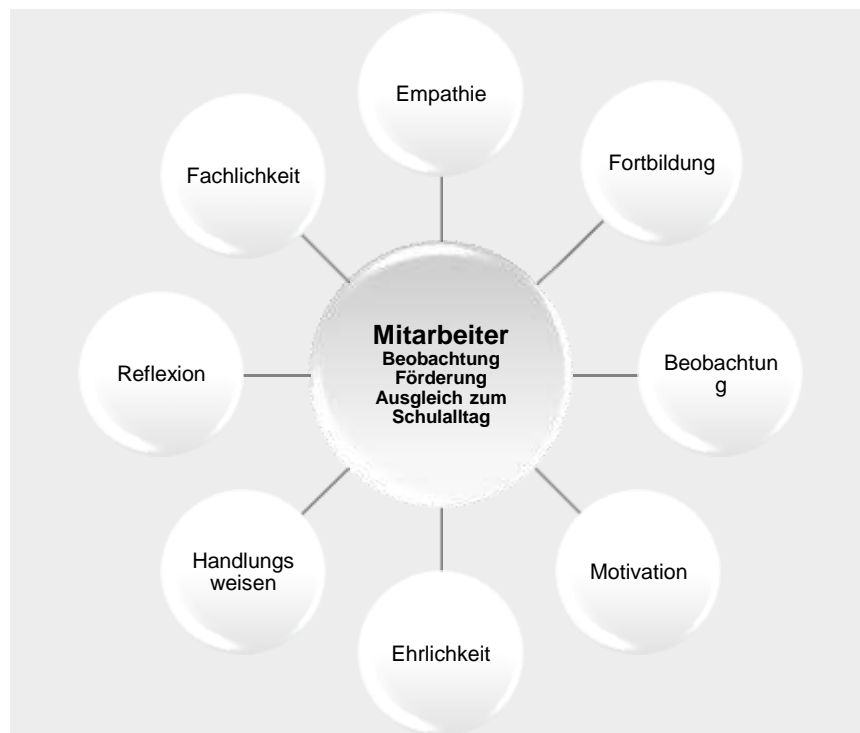 Empathie
Fachlichkeit
Fortbildung
Mitarbeiter
Beobachtung
Förderung
Ausgleich zum
Schulalltag
Reflexion
Beobachtun
g
Handlungs
weisen
Motivation
Ehrlichkeit